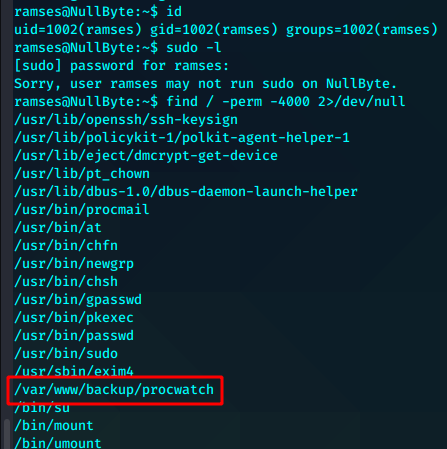 ramses@NullByte:~$ id
uid=1002(ramses) gid=1002(ramses) groups=1002(ramses)
ramses@NullByte:~$ sudo -l
[sudo] password for ramses:
Sorry, user ramses may not run sudo on NullByte.
ramses@NullByte:~$ find / -perm -4000 2>/dev/null
/usr/lib/openssh/ssh-keysign
/usr/lib/policykit-1/polkit-agent-helper-1
/usr/lib/eject/dmcrypt-get-device
/usr/lib/pt_chown
/usr/lib/dbus-1.0/dbus-daemon-launch-helper
/usr/bin/procmail
/usr/bin/at
/usr/bin/chfn
/usr/bin/newgrp
/usr/bin/chsh
/usr/bin/gpasswd
/usr/bin/pkexec
/usr/bin/passwd
/usr/bin/sudo
/usr/sbin/exim4
/var/www/backup/procwatch
/bin/su
/bin/mount
/bin/umount